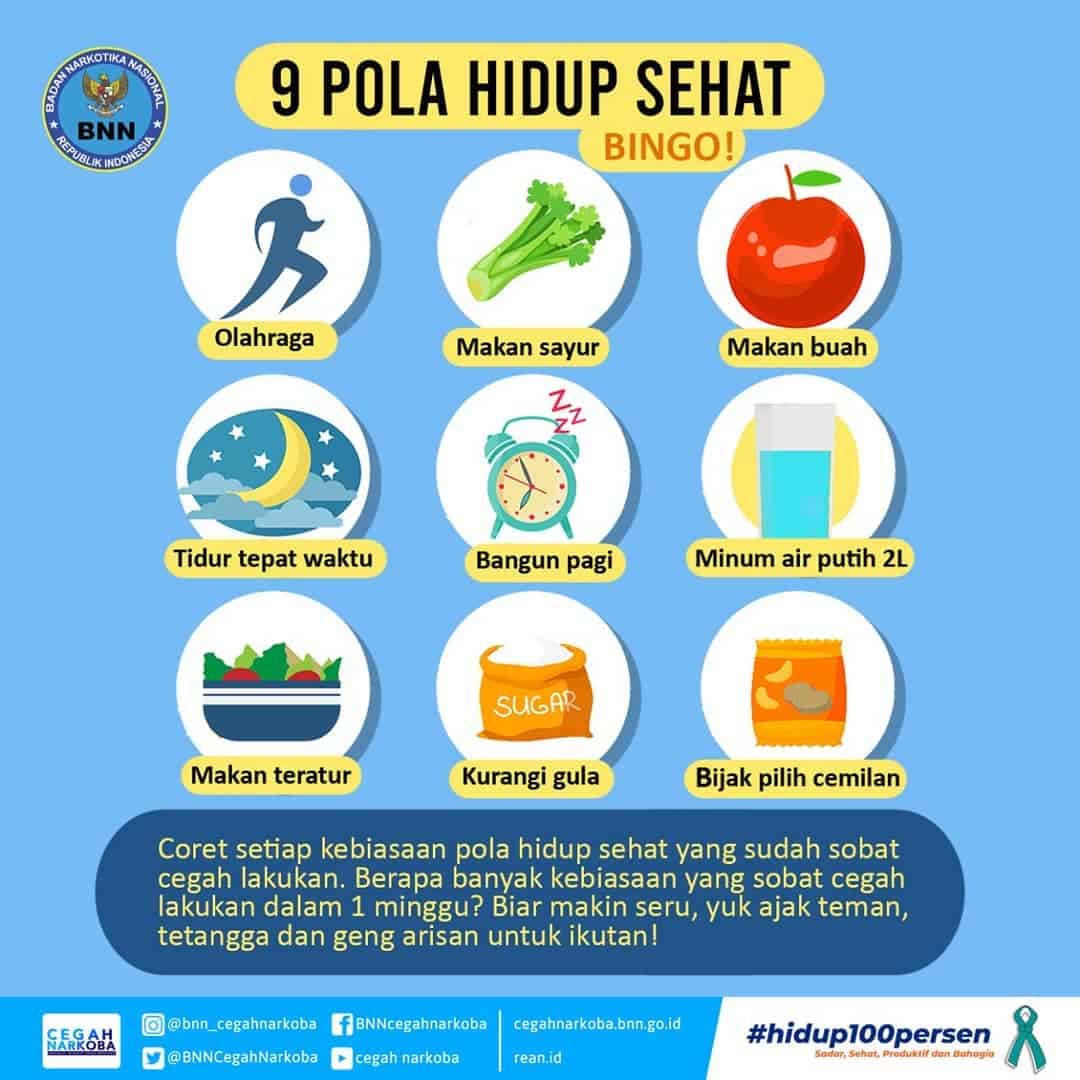 BADAN NARKOTIKA NASIONAL
BNN
REPUBLIK INDONESIA
9 POLA HIDUP SEHAT
BINGO!
Olahraga
Makan sayur
Makan buah
Z
Z
Z
Tidur tepat waktu
Bangun pagi
Minum air putih 2L
SUGAR
Makan teratur
Kurangi gula
Bijak pilih cemilan
Coret setiap kebiasaan pola hidup sehat yang sudah sobat
cegah lakukan. Berapa banyak kebiasaan yang sobat cegah
lakukan dalam 1 minggu? Biar makin seru, yuk ajak teman,
tetangga dan geng arisan untuk ikutan!
CEGAH
NARKOBA
@bnn_cegahnarkoba
BNNcegahnarkoba
cegahnarkoba.bnn.go.id
@BNNCegahNarkoba
cegah narkoba
rean.id
#hidup100persen
Sadar, Sehat, Produktif dan Bahagia